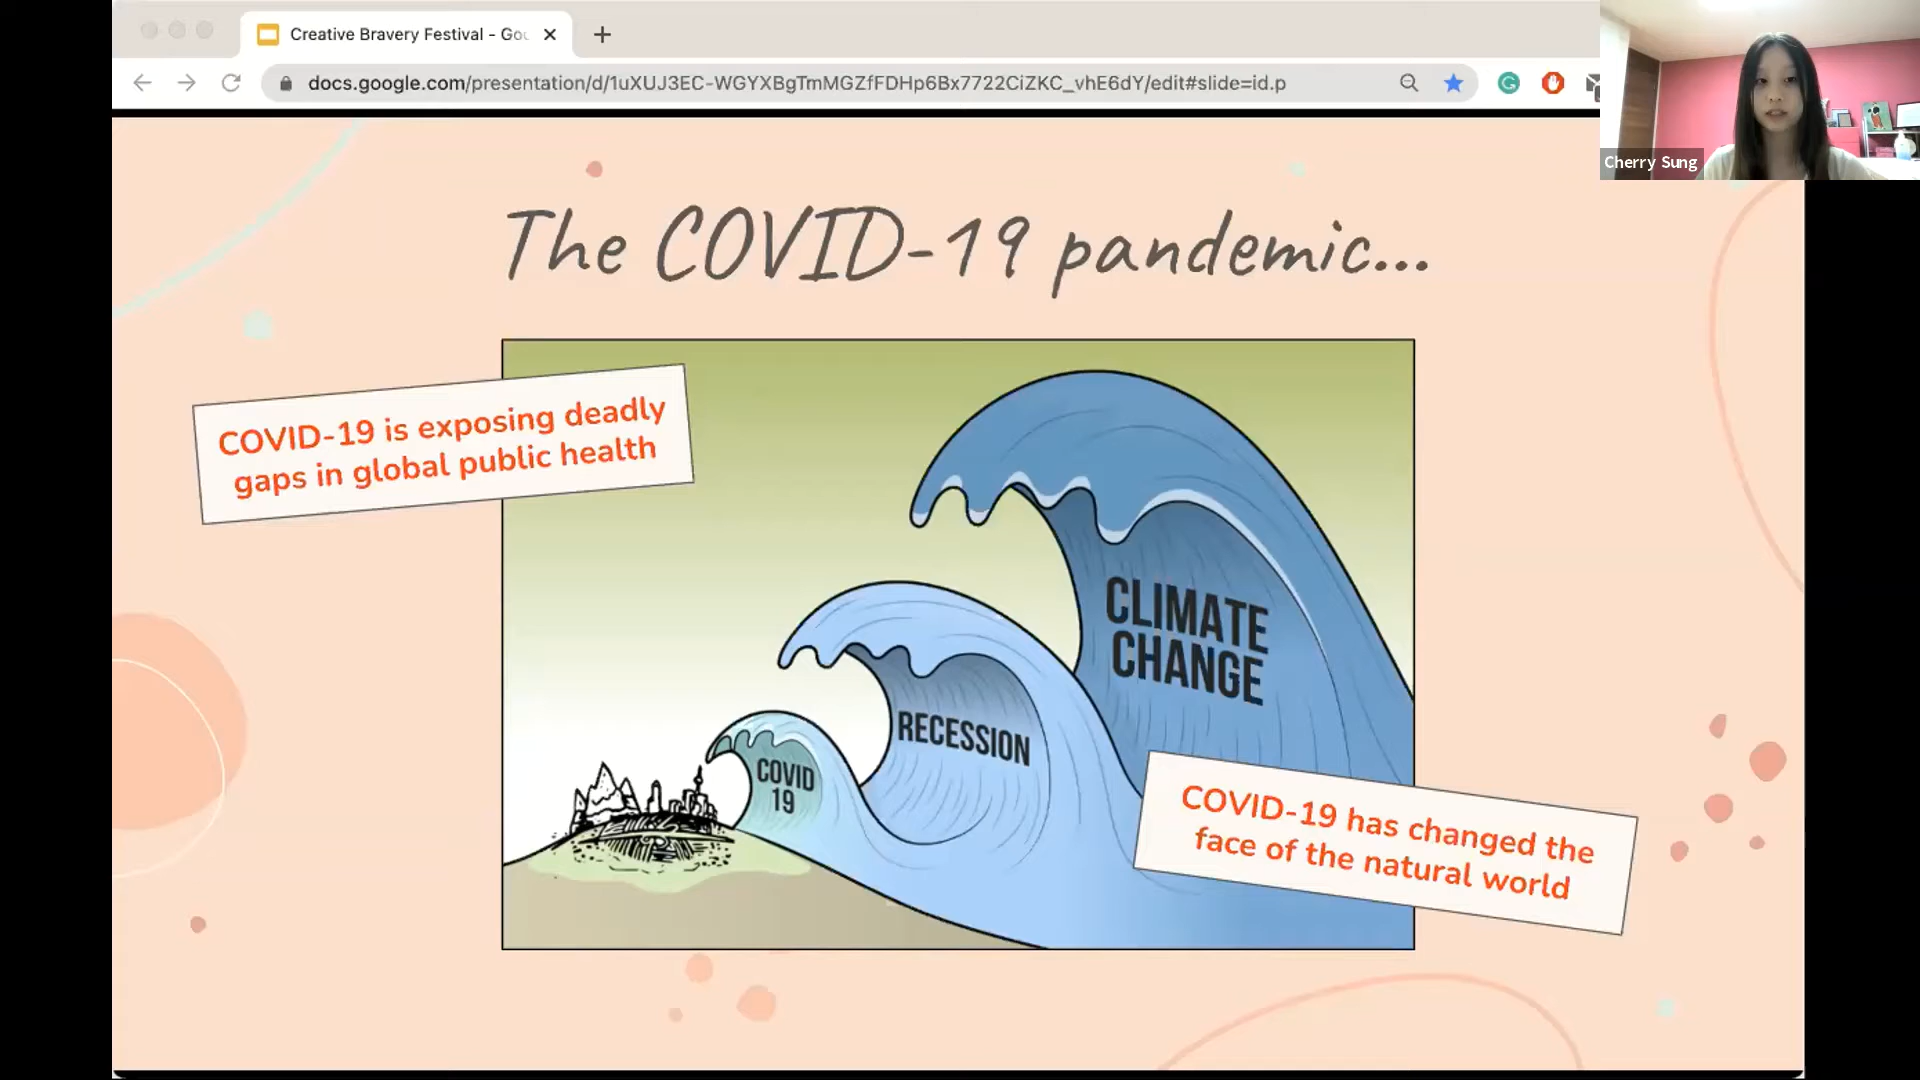 Creative Bravery Festival - Go
docs.google.com/presentation/d/1uXUJ3EC-WGYXBgTmMGZfFDHp6Bx7722CiZKC_vhE6dY/edit#slide=id.p
Cherry Sung
The COVID-19 pandemic...
COVID-19 is exposing deadly
gaps in global public health
CLIMATE
CHANGE
RECESSION
COVID
19
COVID-19 has changed the
face of the natural world